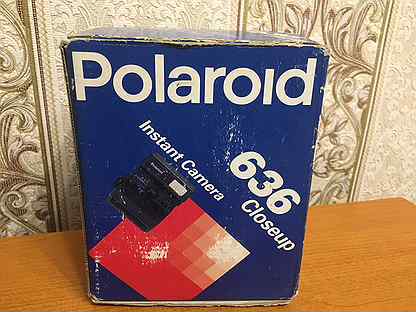 Polaroid
Instant Camera
636
Closeup